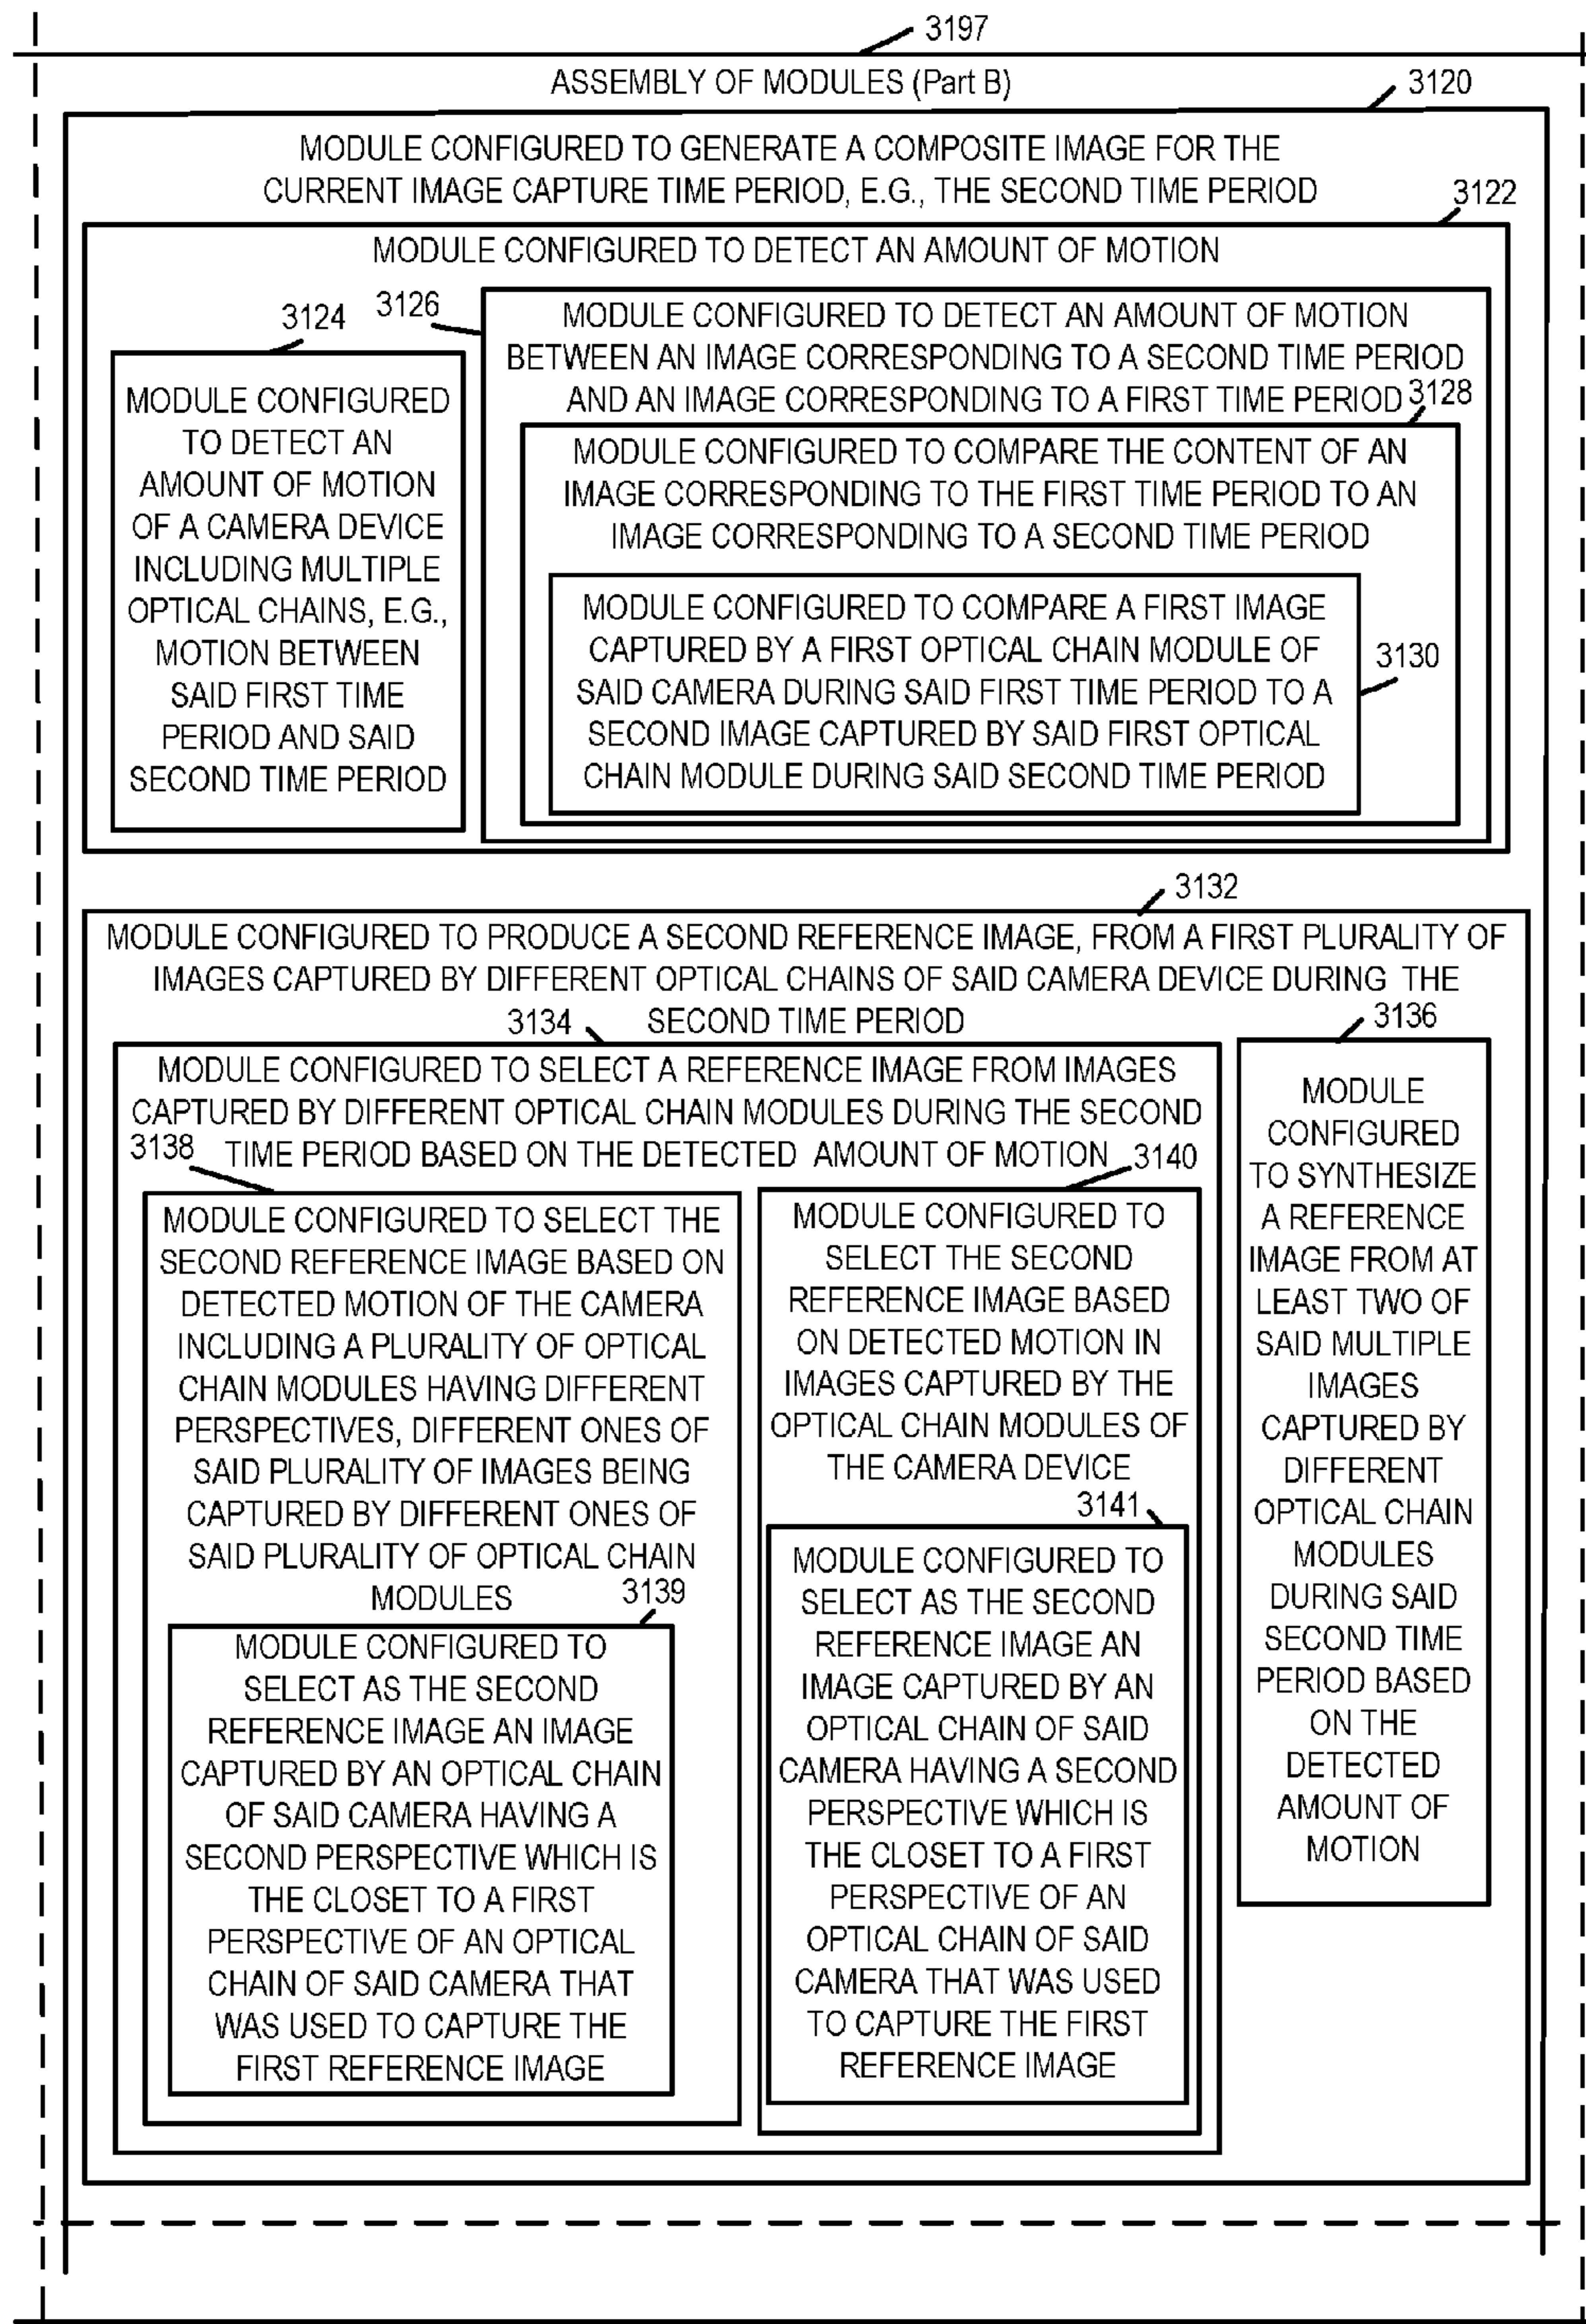 3197
ASSEMBLY OF MODULES (Part B)
3120
MODULE CONFIGURED TO GENERATE A COMPOSITE IMAGE FOR THE
CURRENT IMAGE CAPTURE TIME PERIOD, E.G., THE SECOND TIME PERIOD
3122
MODULE CONFIGURED TO DETECT AN AMOUNT OF MOTION
3124
MODULE CONFIGURED
TO DETECT AN
AMOUNT OF MOTION
OF A CAMERA DEVICE
INCLUDING MULTIPLE
OPTICAL CHAINS, E.G.,
MOTION BETWEEN
SAID FIRST TIME
PERIOD AND SAID
SECOND TIME PERIOD
3126
MODULE CONFIGURED TO DETECT AN AMOUNT OF MOTION
BETWEEN AN IMAGE CORRESPONDING TO A SECOND TIME PERIOD
AND AN IMAGE CORRESPONDING TO A FIRST TIME PERIOD
3128
MODULE CONFIGURED TO COMPARE THE CONTENT OF AN
IMAGE CORRESPONDING TO THE FIRST TIME PERIOD TO AN
IMAGE CORRESPONDING TO A SECOND TIME PERIOD
MODULE CONFIGURED TO COMPARE A FIRST IMAGE
CAPTURED BY A FIRST OPTICAL CHAIN MODULE OF
SAID CAMERA DURING SAID FIRST TIME PERIOD TO A
SECOND IMAGE CAPTURED BY SAID FIRST OPTICAL
CHAIN MODULE DURING SAID SECOND TIME PERIOD
3130
3132
MODULE CONFIGURED TO PRODUCE A SECOND REFERENCE IMAGE, FROM A FIRST PLURALITY OF
IMAGES CAPTURED BY DIFFERENT OPTICAL CHAINS OF SAID CAMERA DEVICE DURING THE
SECOND TIME PERIOD
3134
MODULE CONFIGURED TO SELECT A REFERENCE IMAGE FROM IMAGES
CAPTURED BY DIFFERENT OPTICAL CHAIN MODULES DURING THE SECOND
TIME PERIOD BASED ON THE DETECTED AMOUNT OF MOTION
3138
MODULE CONFIGURED TO SELECT THE
SECOND REFERENCE IMAGE BASED ON
DETECTED MOTION OF THE CAMERA
INCLUDING A PLURALITY OF OPTICAL
CHAIN MODULES HAVING DIFFERENT
PERSPECTIVES, DIFFERENT ONES OF
SAID PLURALITY OF IMAGES BEING
CAPTURED BY DIFFERENT ONES OF
SAID PLURALITY OF OPTICAL CHAIN
MODULES
3139
MODULE CONFIGURED TO
SELECT AS THE SECOND
REFERENCE IMAGE AN IMAGE
CAPTURED BY AN OPTICAL CHAIN
OF SAID CAMERA HAVING A
SECOND PERSPECTIVE WHICH IS
THE CLOSET TO A FIRST
PERSPECTIVE OF AN OPTICAL
CHAIN OF SAID CAMERA THAT
WAS USED TO CAPTURE THE
FIRST REFERENCE IMAGE
3140
MODULE CONFIGURED TO
SELECT THE SECOND
REFERENCE IMAGE BASED
ON DETECTED MOTION IN
IMAGES CAPTURED BY THE
OPTICAL CHAIN MODULES OF
THE CAMERA DEVICE
3141
MODULE CONFIGURED TO
SELECT AS THE SECOND
REFERENCE IMAGE AN
IMAGE CAPTURED BY AN
OPTICAL CHAIN OF SAID
CAMERA HAVING A SECOND
PERSPECTIVE WHICH IS
THE CLOSET TO A FIRST
PERSPECTIVE OF AN
OPTICAL CHAIN OF SAID
CAMERA THAT WAS USED
TO CAPTURE THE FIRST
REFERENCE IMAGE
3136
MODULE
CONFIGURED
TO SYNTHESIZE
A REFERENCE
IMAGE FROM AT
LEAST TWO OF
SAID MULTIPLE
IMAGES
CAPTURED BY
DIFFERENT
OPTICAL CHAIN
MODULES
DURING SAID
SECOND TIME
PERIOD BASED
ON THE
DETECTED
AMOUNT OF
MOTION